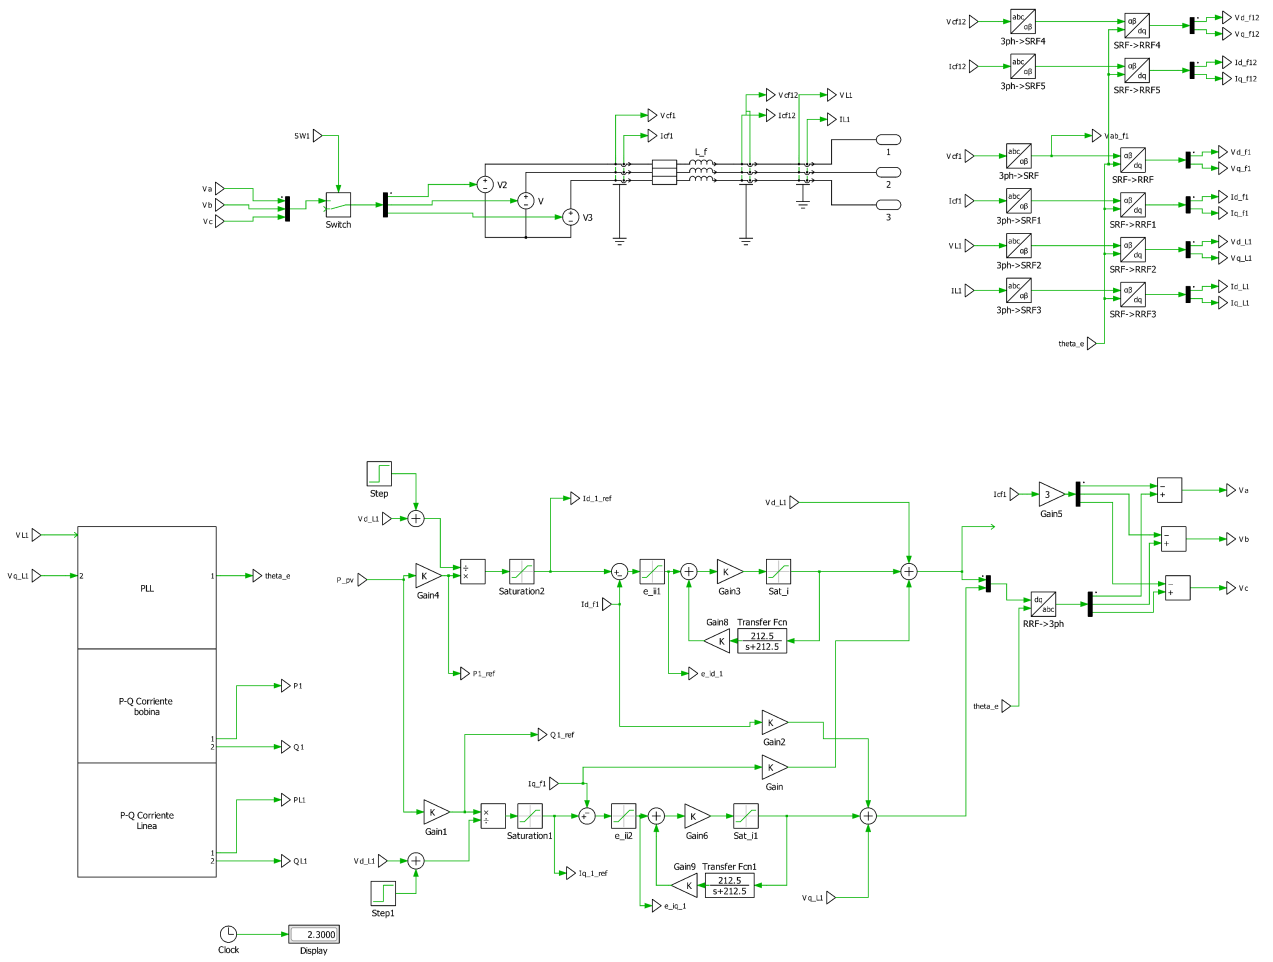 Vcf12
abc
αβ
3ph->SRF4
αβ
dq
SRF->RRF4
Vd_f12
Vq_f12
Icf12
abc
αβ
3ph->SRF5
αβ
dq
SRF->RRF5
Id_f12
Iq_f12
Vcf1
Icf1
Vcf12
Icf12
VL1
IL1
SW1
L_f
1
2
3
Va
Vb
Vc
Switch
V2
V
V3
Vab_f1
Vcf1
abc
αβ
3ph->SRF
αβ
dq
SRF->RRF
Vd_f1
Vq_f1
Icf1
abc
αβ
3ph->SRF1
αβ
dq
SRF->RRF1
Id_f1
Iq_f1
VL1
abc
αβ
3ph->SRF2
αβ
dq
SRF->RRF2
Vd_L1
Vq_L1
IL1
abc
αβ
3ph->SRF3
αβ
dq
SRF->RRF3
Id_L1
Iq_L1
theta_e
Step
Vd_L1
Id_1_ref
Vd_L1
Icf1
3
Gain5
Va
Vb
Vc
VL1
Vq_L1
2
PLL
1
theta_e
P_pv
K
Gain4
÷
×
Saturation2
e_ii1
K
Gain3
Sat_i
Id_f1
Gain8
K
Transfer Fcn
212.5
s+212.5
dq
abc
RRF->3ph
P1_ref
e_id_1
theta_e
P-Q Corriente
bobina
1
2
P1
Q1
Q1_ref
K
Gain2
K
Gain
Iq_f1
P-Q Corriente
Linea
1
2
PL1
QL1
K
Gain1
×
÷
Saturation1
e_ii2
K
Gain6
Sat_i1
Vd_L1
Step1
Iq_1_ref
Gain9
K
Transfer Fcn1
212.5
s+212.5
Vq_L1
e_iq_1
Clock
2.3000
Display